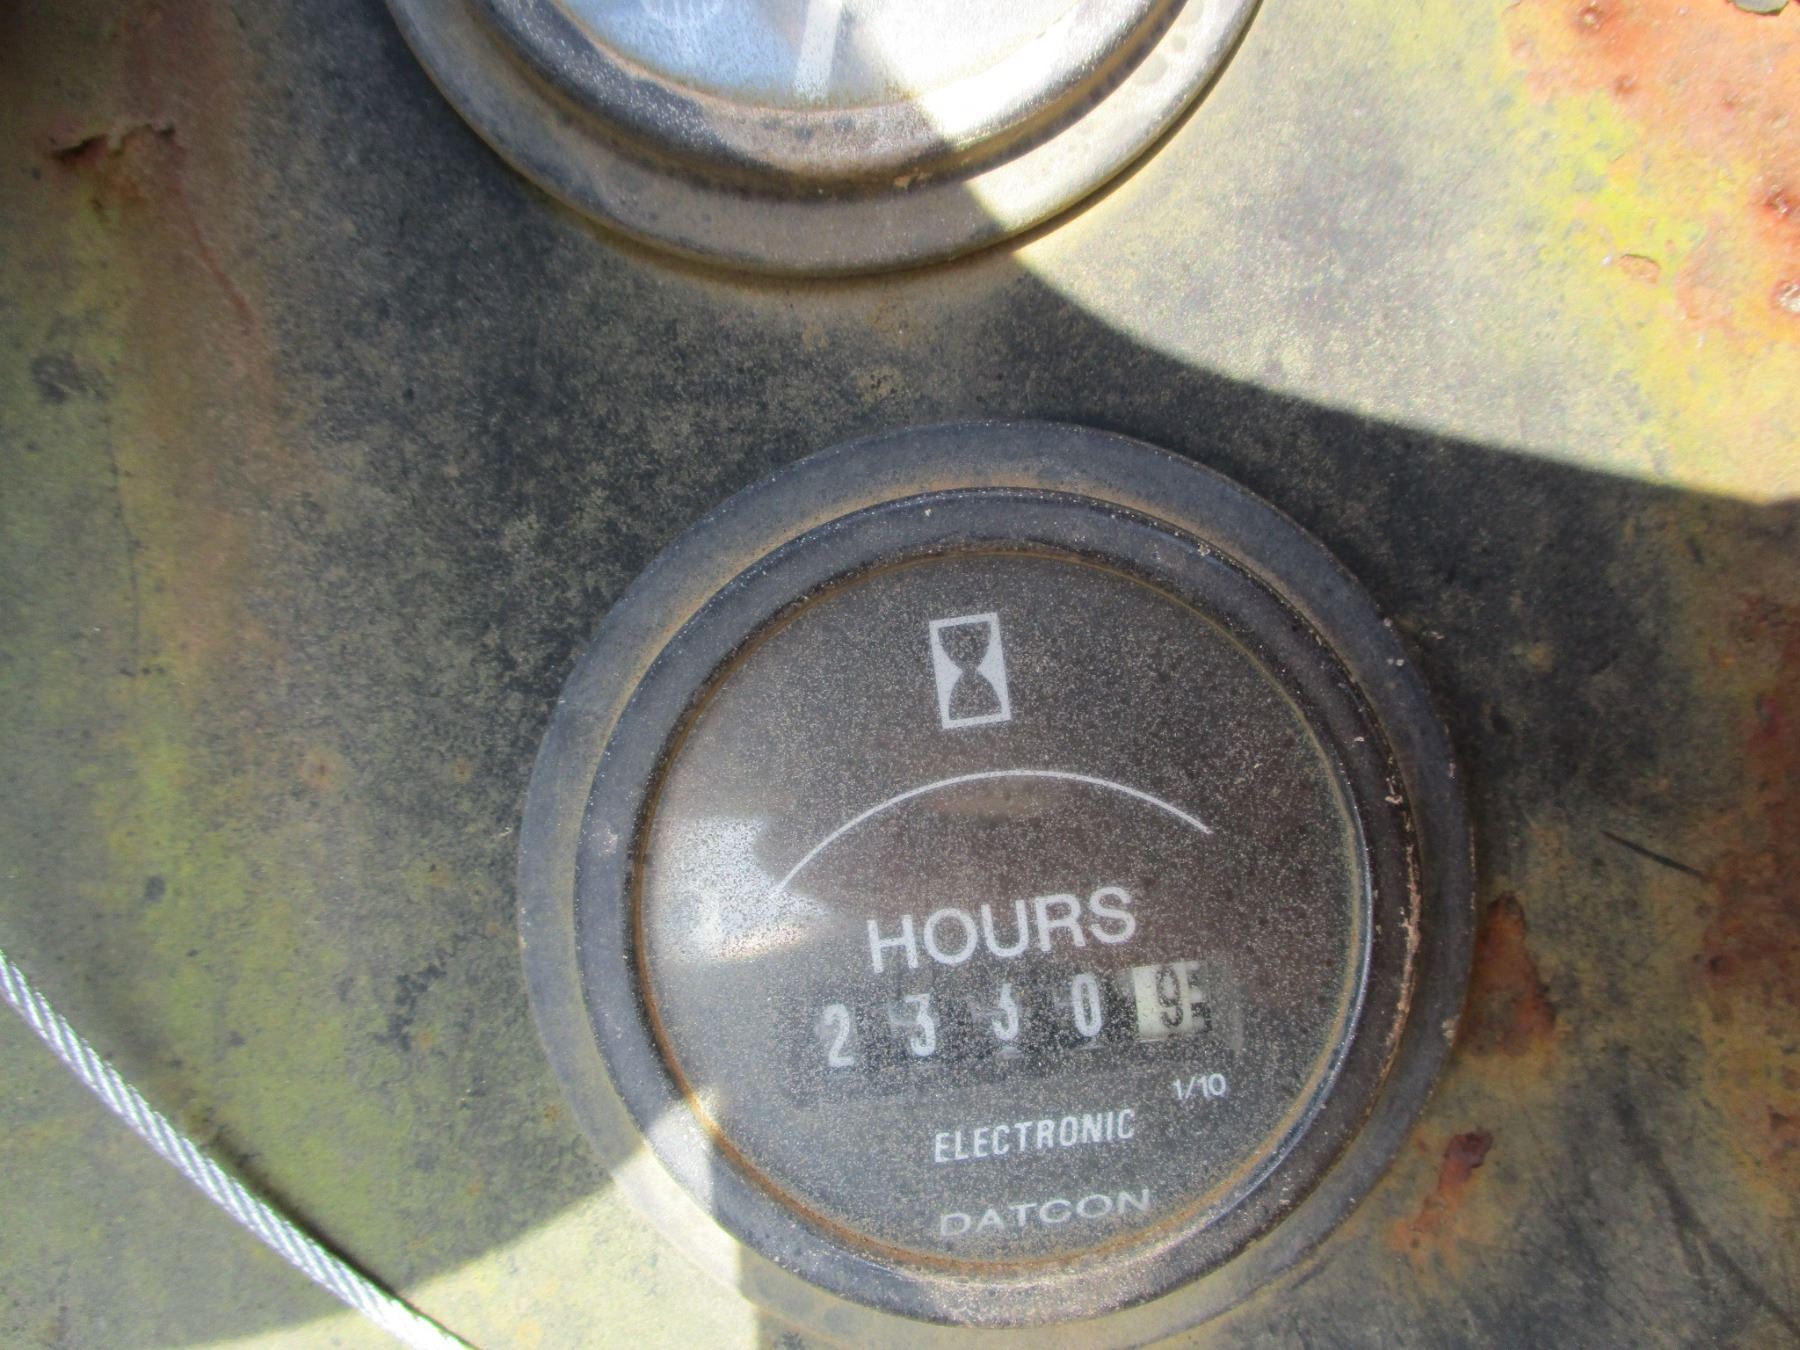 HOURS
2 3 3 0 9
1/10
ELECTRONIC
DATCON